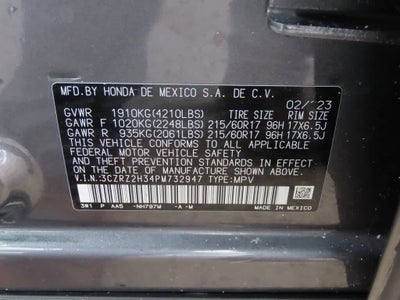 MFD.BY HONDA DE MEXICO S.A. DE C.V.
02/'23
GVWR 1910KG(4210LBS) TIRE SIZE RIM SIZE
GAWR F 1020KG(2248LBS) 215/60R17 96H 17X6.5J
GAWR R 935KG(2061LBS) 215/60R17 96H 17X6.5J
THIS VEHICLE CONFORMS TO ALL APPLICABLE
FEDERAL MOTOR VEHICLE SAFETY AND
THEFT PREVENTION STANDARDS IN EFFECT ON
THE DATE OF MANUFACTURE SHOWN ABOVE.
V.I.N:3CZRZ2H34PM732947 TYPE:MPV
3W1 P AA5 -NH797M -A -M
MADE IN MEXICO